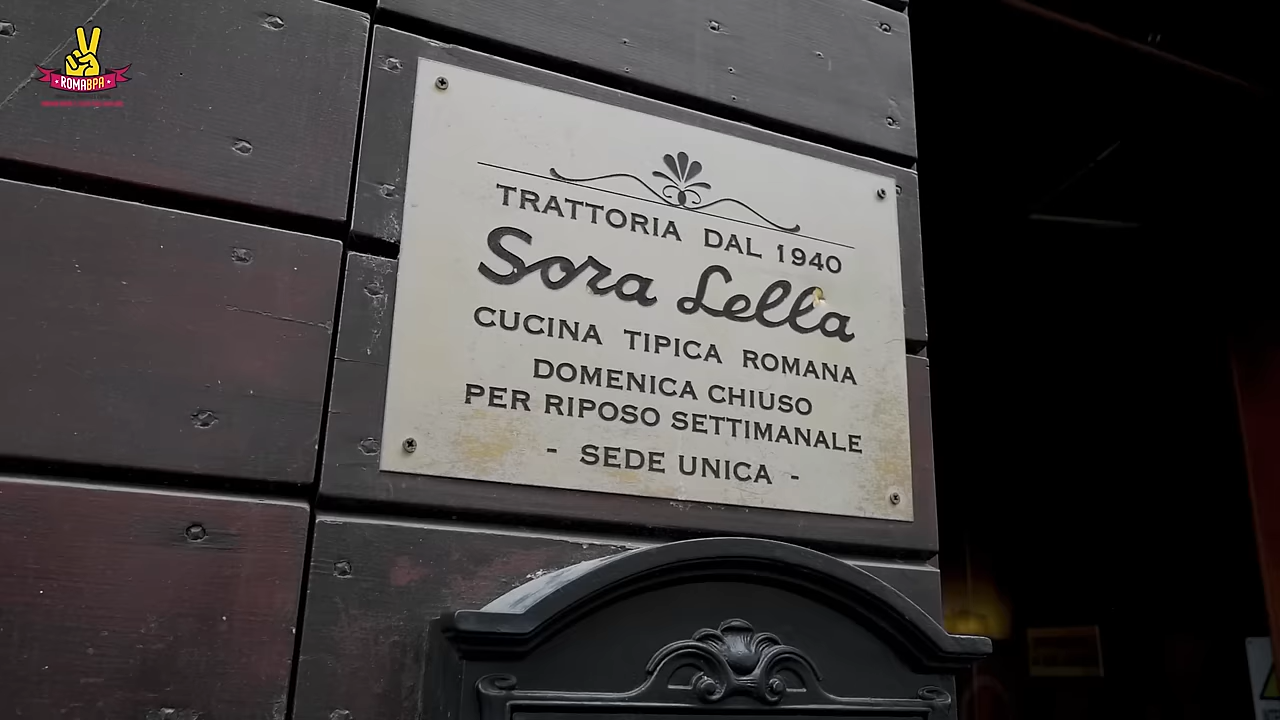 ROMABPA
TRATTORIA DAL 1940
Sora Lella
CUCINA TIPICA ROMANA
DOMENICA CHIUSO
PER RIPOSO SETTIMANALE
- SEDE UNICA -